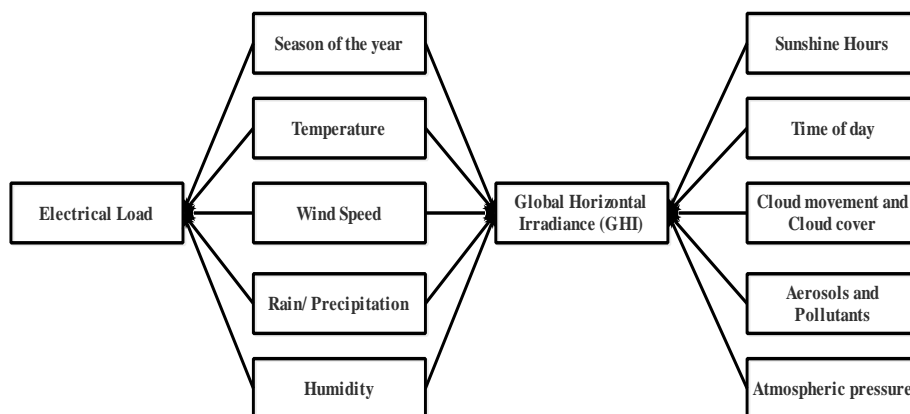 Season of the year
Sunshine Hours
Temperature
Time of day
Electrical Load
Wind Speed
Global Horizontal
Irradiance (GHI)
Cloud movement and
Cloud cover
Rain/ Precipitation
Aerosols and
Pollutants
Humidity
Atmospheric pressure